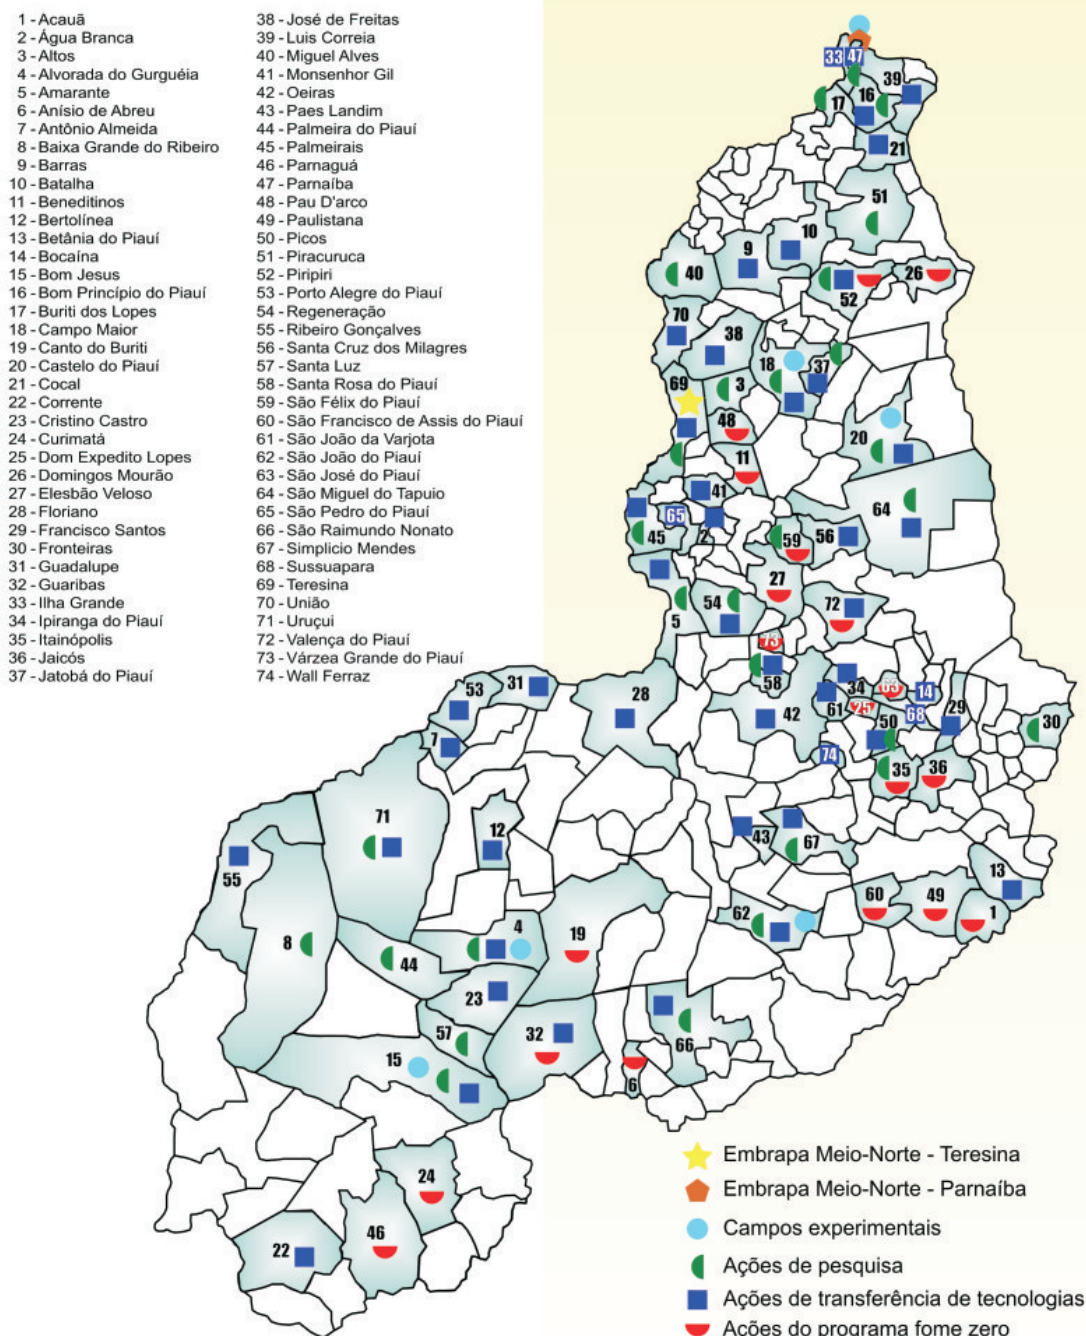 1 - Acauã
2 - Água Branca
3 - Altos
4 - Alvorada do Gurguéia
5 - Amarante
6 - Anísio de Abreu
7 - Antônio Almeida
8 - Baixa Grande do Ribeiro
9 - Barras
10 - Batalha
11 - Beneditinos
12 - Bertolínea
13 - Betânia do Piauí
14 - Bocaína
15 - Bom Jesus
16 - Bom Princípio do Piauí
17 - Buriti dos Lopes
18 - Campo Maior
19 - Canto do Buriti
20 - Castelo do Piauí
21 - Cocal
22 - Corrente
23 - Cristino Castro
24 - Curimatá
25 - Dom Expedito Lopes
26 - Domingos Mourão
27 - Elesbão Veloso
28 - Floriano
29 - Francisco Santos
30 - Fronteiras
31 - Guadalupe
32 - Guaribas
33 - Ilha Grande
34 - Ipiranga do Piauí
35 - Itainópolis
36 - Jaicós
37 - Jatobá do Piauí
38 - José de Freitas
39 - Luis Correia
40 - Miguel Alves
41 - Monsenhor Gil
42 - Oeiras
43 - Paes Landim
44 - Palmeira do Piauí
45 - Palmeirais
46 - Parnaguá
47 - Parnaíba
48 - Pau D'arco
49 - Paulistana
50 - Picos
51 - Piracuruca
52 - Piripiri
53 - Porto Alegre do Piauí
54 - Regeneração
55 - Ribeiro Gonçalves
56 - Santa Cruz dos Milagres
57 - Santa Luz
58 - Santa Rosa do Piauí
59 - São Félix do Piauí
60 - São Francisco de Assis do Piauí
61 - São João da Varjota
62 - São João do Piauí
63 - São José do Piauí
64 - São Miguel do Tapuio
65 - São Pedro do Piauí
66 - São Raimundo Nonato
67 - Simplicio Mendes
68 - Sussuapara
69 - Teresina
70 - União
71 - Uruçui
72 - Valença do Piauí
73 - Várzea Grande do Piauí
74 - Wall Ferraz
33 47
39
17 16
21
51
10
9
40
26
52
70
38
18
37
69
3
48
20
11
41
64
65
2
45
59
56
27
5
54
72
73
58
31
53
28
34
63
14
61
25
68
29
42
50
30
7
74
35
36
71
12
43
67
55
13
62
60
49
1
4
19
8
44
23
32
57
66
15
6
24
46
22
Embrapa Meio-Norte - Teresina
Embrapa Meio-Norte - Parnaíba
Campos experimentais
Ações de pesquisa
Ações de transferência de tecnologias
Ações do programa fome zero